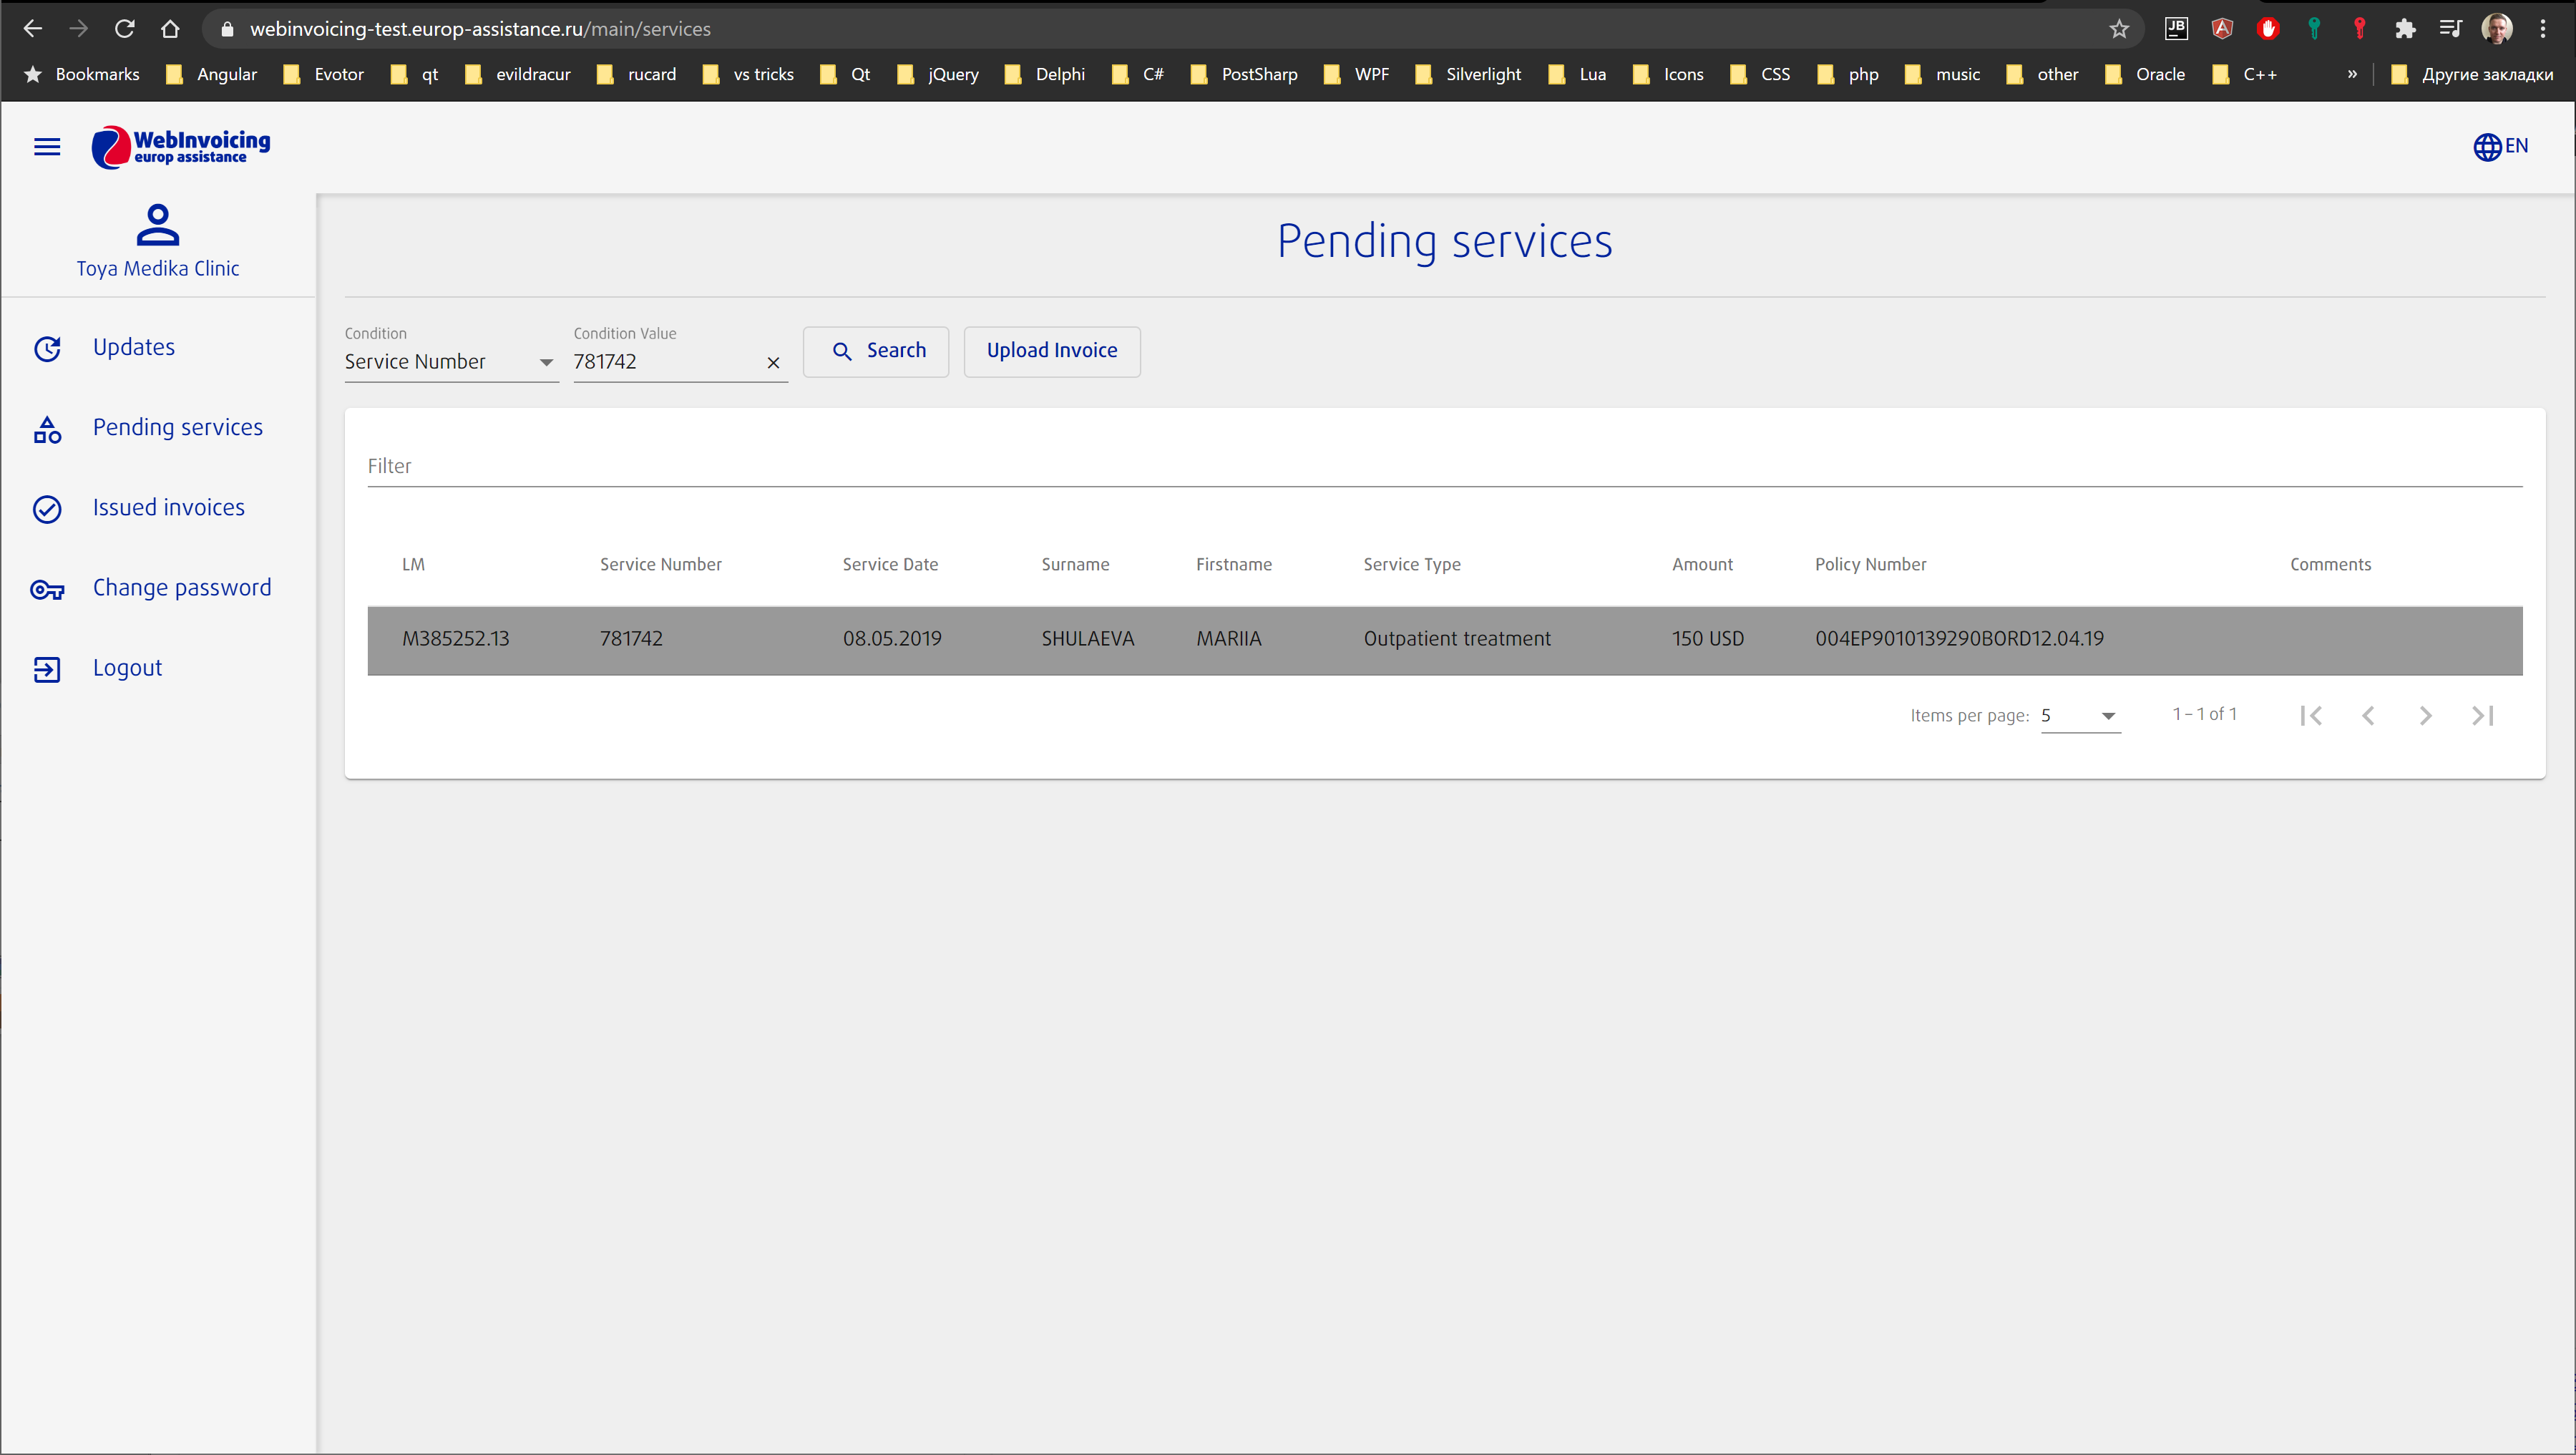 webinvoicing-test.europ-assistance.ru/main/services
JB
Bookmarks Angular Evotor qt evildracur rucard vs tricks Qt jQuery Delphi C# PostSharp WPF Silverlight Lua Icons CSS php music other Oracle C++ » Другие закладки
WebInvoicing
europ assistance
EN
Toya Medika Clinic
Updates
Pending services
Issued invoices
Change password
Logout
Pending services
Condition Condition Value
Service Number 781742 Search Upload Invoice
Filter
LM Service Number Service Date Surname Firstname Service Type Amount Policy Number Comments
M385252.13 781742 08.05.2019 SHULAEVA MARIIA Outpatient treatment 150 USD 004EP9010139290BORD12.04.19
Items per page: 5 1 – 1 of 1